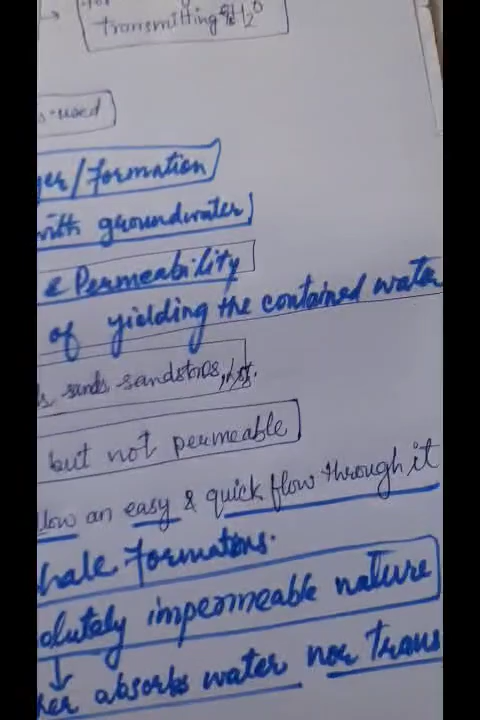 transmitting H2O
s-used
yer/formation
with groundwater
& Permeability
of yielding the contained water
sands sandstones,
but not permeable
llow an easy & quick flow through it
hale formations.
olutely impermeable nature
her absorbs water nor trans